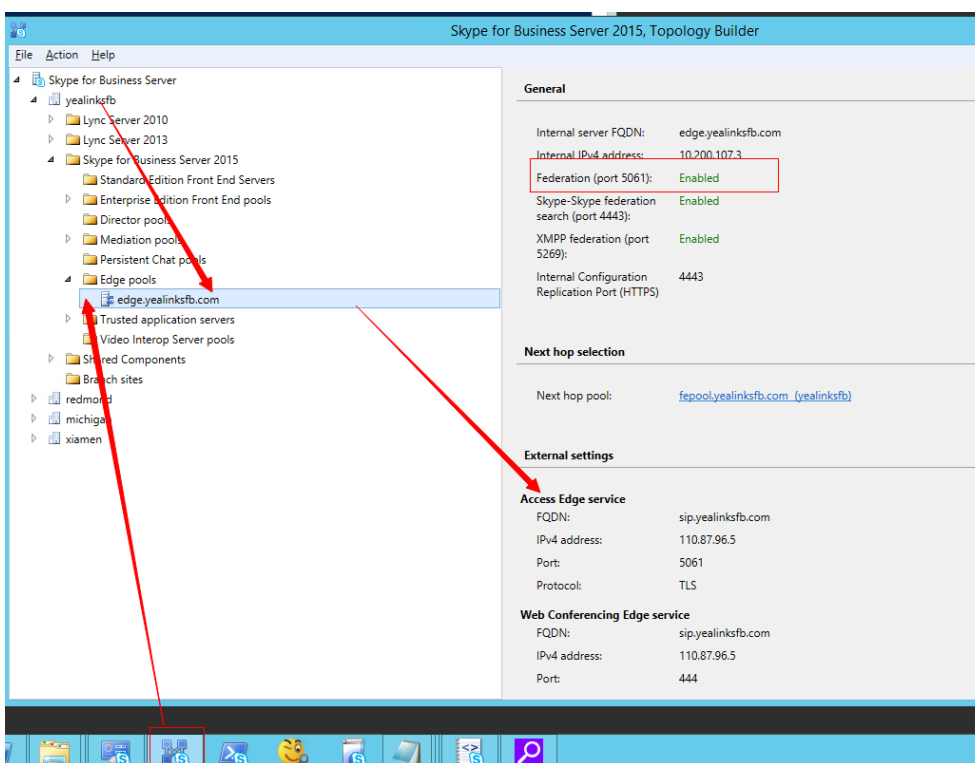 Skype for Business Server 2015, Topology Builder
File Action Help
Skype for Business Server
yealinksfb
Lync Server 2010
Lync Server 2013
Skype for Business Server 2015
Standard Edition Front End Servers
Enterprise Edition Front End pools
Director pools
Mediation pools
Persistent Chat pools
Edge pools
edge.yealinksfb.com
Trusted application servers
Video Interop Server pools
Shared Components
Branch sites
redmond
michigan
xiamen
General
Internal server FQDN: edge.yealinksfb.com
Internal IPv4 address: 10.200.107.3
Federation (port 5061): Enabled
Skype-Skype federation Enabled
search (port 4443):
XMPP federation (port Enabled
5269):
Internal Configuration 4443
Replication Port (HTTPS)
Next hop selection
Next hop pool: fepool.yealinksfb.com (yealinksfb)
External settings
Access Edge service
FQDN: sip.yealinksfb.com
IPv4 address: 110.87.96.5
Port: 5061
Protocol: TLS
Web Conferencing Edge service
FQDN: sip.yealinksfb.com
IPv4 address: 110.87.96.5
Port: 444